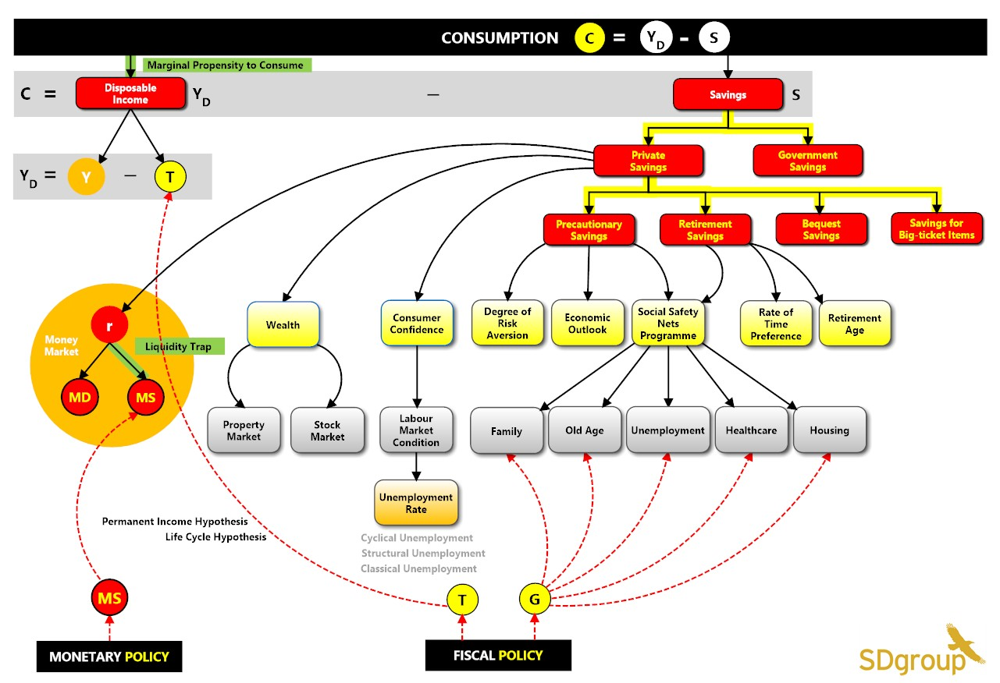 CONSUMPTION C = YD - S
Marginal Propensity to Consume
C =
Disposable
Income
YD
–
Savings
S
Private
Savings
Government
Savings
YD = Y – T
Precautionary
Savings
Retirement
Savings
Bequest
Savings
Savings for
Big-ticket Items
r
Money
Market
Liquidity Trap
MD
MS
Wealth
Consumer
Confidence
Degree of
Risk
Aversion
Economic
Outlook
Social Safety
Nets
Programme
Rate of
Time
Preference
Retirement
Age
Property
Market
Stock
Market
Labour
Market
Condition
Family
Old Age
Unemployment
Healthcare
Housing
Unemployment
Rate
Cyclical Unemployment
Structural Unemployment
Classical Unemployment
Permanent Income Hypothesis
Life Cycle Hypothesis
MS
T
G
MONETARY POLICY
FISCAL POLICY
SDgroup